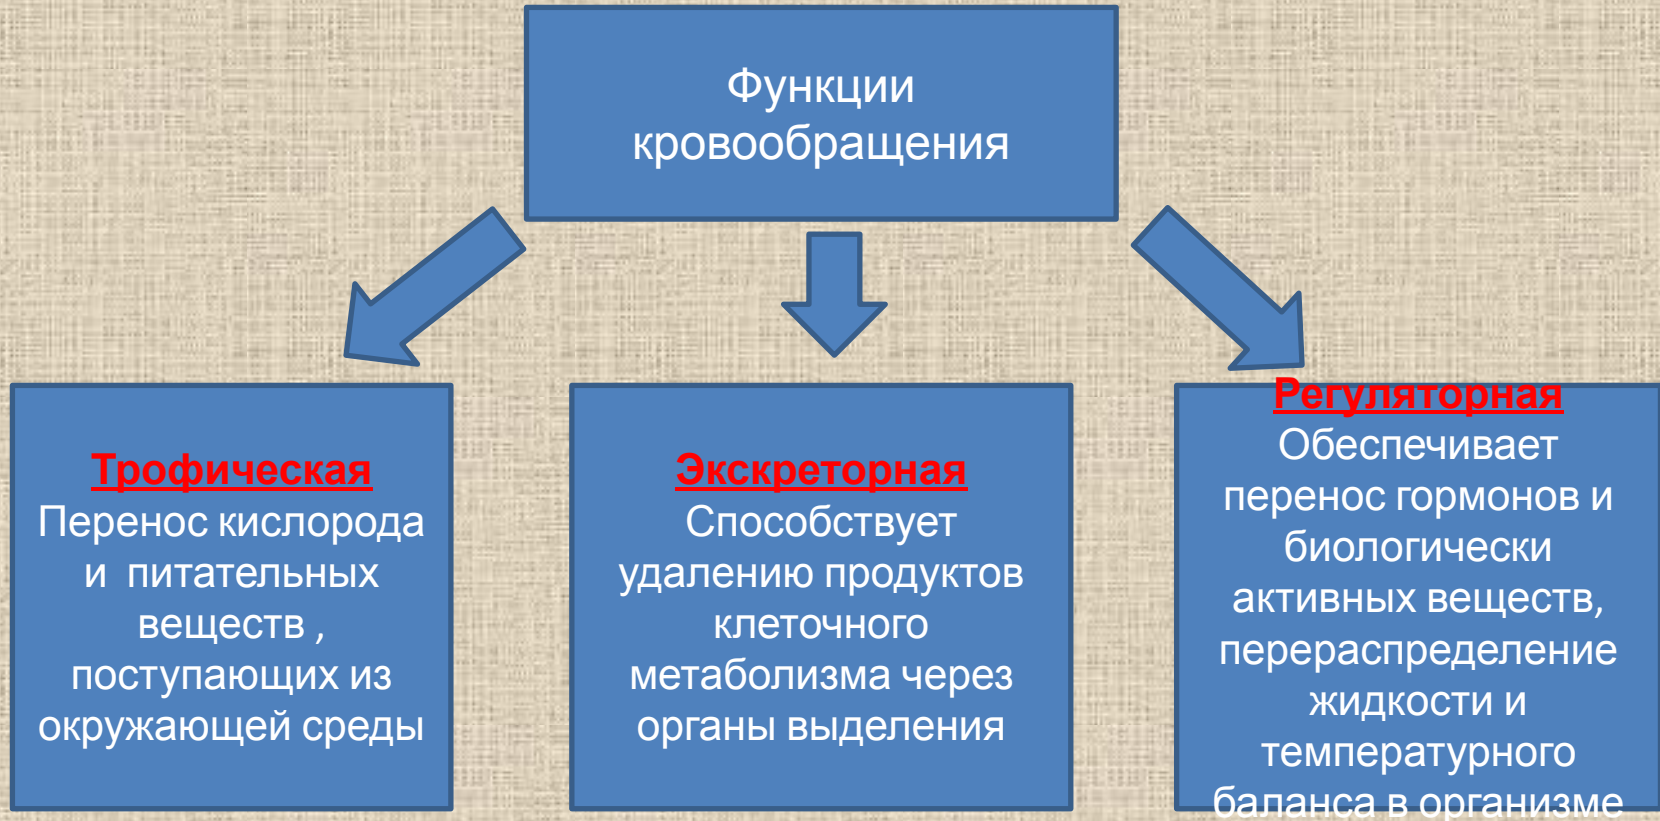 Функции
кровообращения
Трофическая
Перенос кислорода
и питательных
веществ ,
поступающих из
окружающей среды
Экскреторная
Способствует
удалению продуктов
клеточного
метаболизма через
органы выделения
Регуляторная
Обеспечивает
перенос гормонов и
биологически
активных веществ,
перераспределение
жидкости и
температурного
баланса в организме